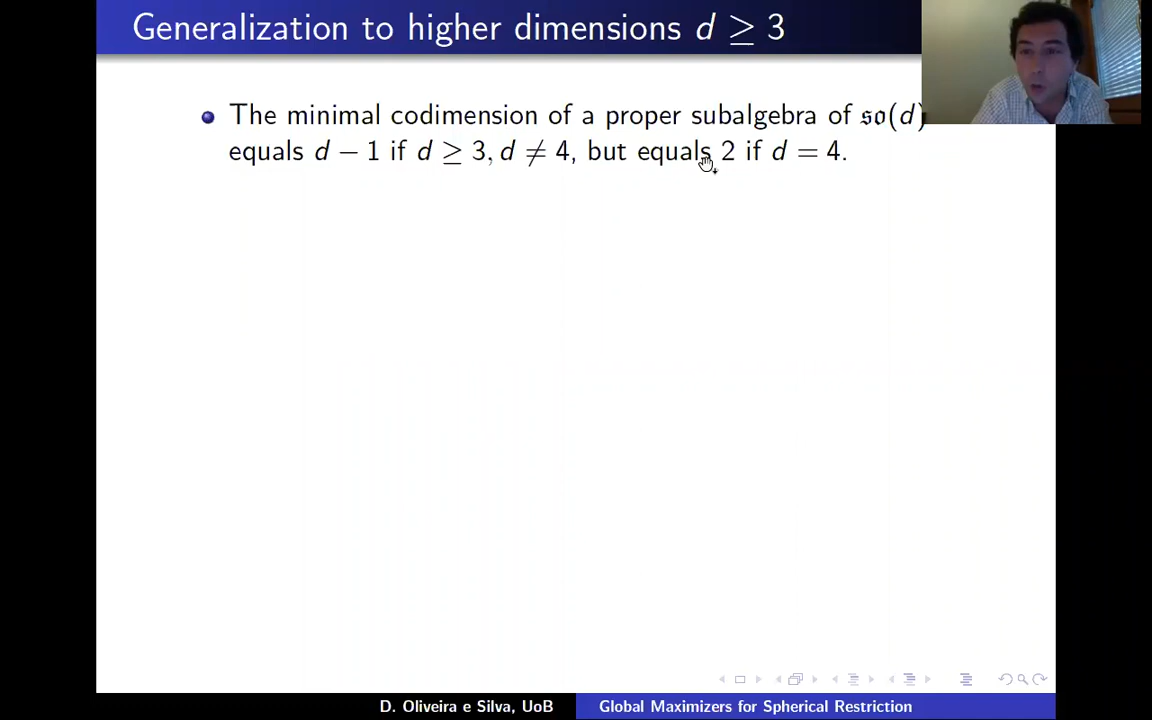 Generalization to higher dimensions d ≥ 3
The minimal codimension of a proper subalgebra of 𝔰𝔬(d)
equals d − 1 if d ≥ 3, d ≠ 4, but equals 2 if d = 4.
D. Oliveira e Silva, UoB
Global Maximizers for Spherical Restriction